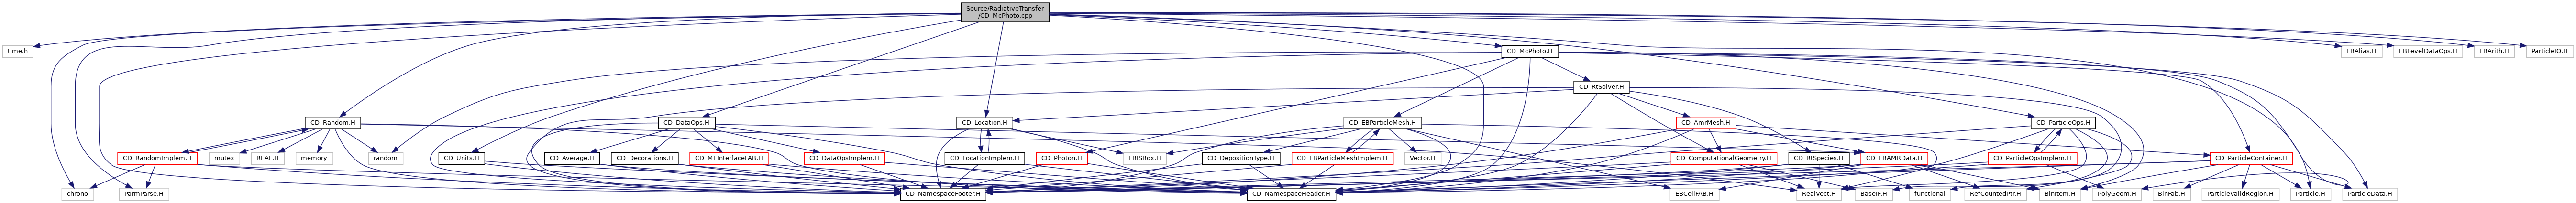 Source/RadiativeTransfer
/CD_McPhoto.cpp
time.h
CD_McPhoto.H
EBAlias.H
EBLevelDataOps.H
EBArith.H
ParticleIO.H
CD_RtSolver.H
CD_Random.H
CD_DataOps.H
CD_Location.H
CD_EBParticleMesh.H
CD_AmrMesh.H
CD_ParticleOps.H
CD_RandomImplem.H
mutex
REAL.H
memory
random
CD_Units.H
CD_Average.H
CD_Decorations.H
CD_MFInterfaceFAB.H
CD_DataOpsImplem.H
CD_LocationImplem.H
CD_Photon.H
EBISBox.H
CD_DepositionType.H
CD_EBParticleMeshImplem.H
Vector.H
CD_ComputationalGeometry.H
CD_RtSpecies.H
CD_EBAMRData.H
CD_ParticleOpsImplem.H
CD_ParticleContainer.H
chrono
ParmParse.H
CD_NamespaceFooter.H
CD_NamespaceHeader.H
EBCellFAB.H
RealVect.H
BaseIF.H
functional
RefCountedPtr.H
BinItem.H
PolyGeom.H
BinFab.H
ParticleValidRegion.H
Particle.H
ParticleData.H